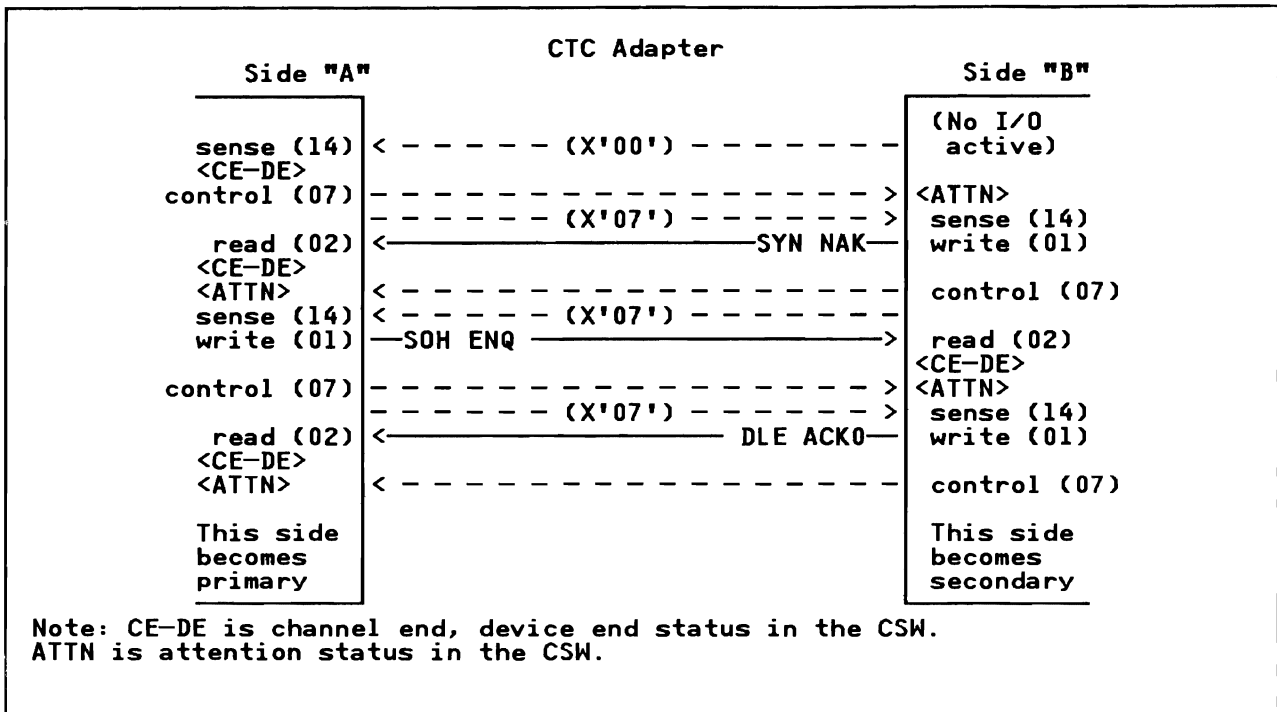 CTC Adapter
Side "A" Side "B"
(No I/O
sense (14) < - - - - - (X'00') - - - - - - - active)
<CE-DE>
control (07) - - - - - - - - - - - - - - - - - > <ATTN>
- - - - - - (X'07') - - - - - - > sense (14)
read (02) <——————SYN NAK— write (01)
<CE-DE>
<ATTN> < - - - - - - - - - - - - - - - - - control (07)
sense (14) < - - - - - (X'07') - - - - - - -
write (01) —SOH ENQ ——————> read (02)
<CE-DE>
control (07) - - - - - - - - - - - - - - - - - > <ATTN>
- - - - - - (X'07') - - - - - - > sense (14)
read (02) <—————— DLE ACK0— write (01)
<CE-DE>
<ATTN> < - - - - - - - - - - - - - - - - - control (07)
This side This side
becomes becomes
primary secondary
Note: CE-DE is channel end, device end status in the CSW.
ATTN is attention status in the CSW.